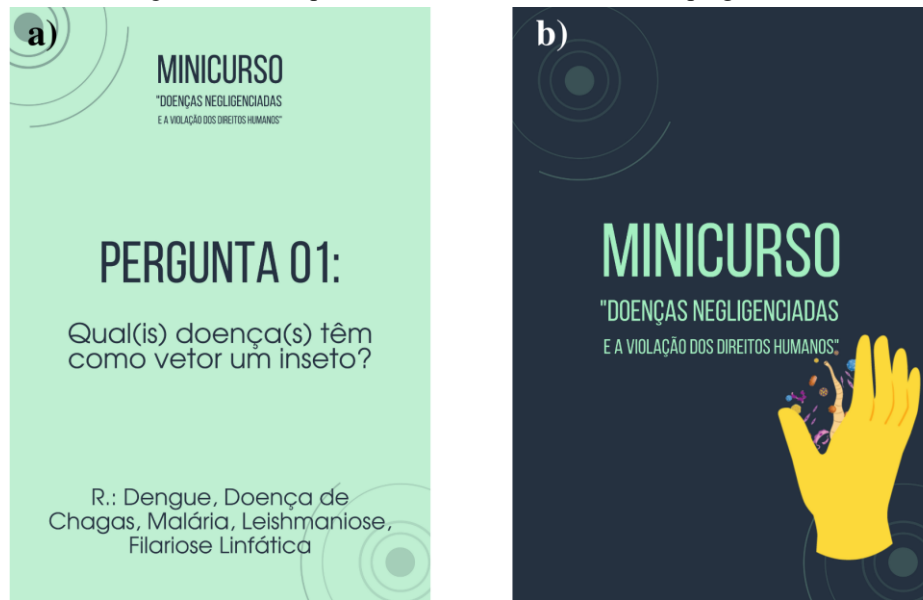 a)
MINICURSO
"DOENÇAS NEGLIGENCIADAS
E A VIOLAÇÃO DOS DIREITOS HUMANOS"
PERGUNTA 01:
Qual(is) doença(s) têm
como vetor um inseto?
R.: Dengue, Doença de
Chagas, Malária, Leishmaniose,
Filariose Linfática
b)
MINICURSO
"DOENÇAS NEGLIGENCIADAS
E A VIOLAÇÃO DOS DIREITOS HUMANOS"